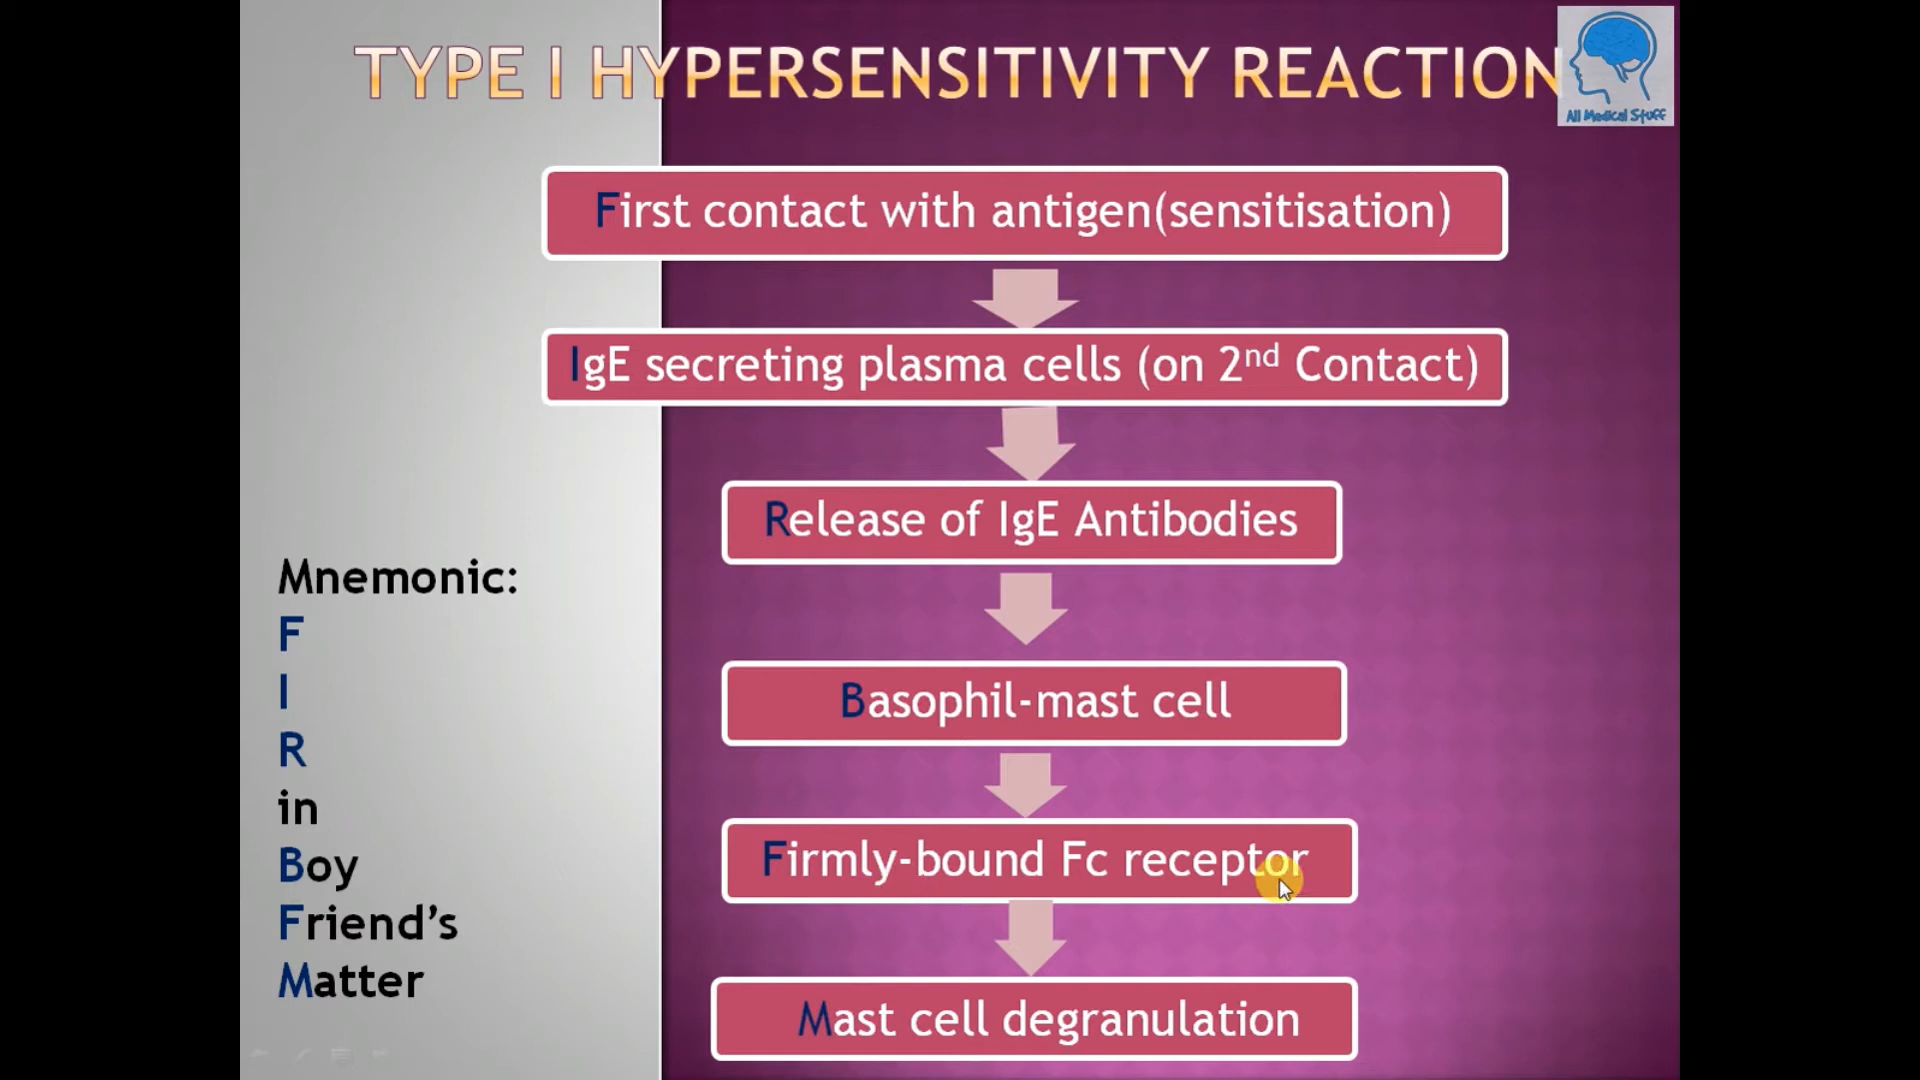 TYPE I HYPERSENSITIVITY REACTION
All Medical Stuff
First contact with antigen(sensitisation)
IgE secreting plasma cells (on 2nd Contact)
Release of IgE Antibodies
Basophil-mast cell
Firmly-bound Fc receptor
Mast cell degranulation
Mnemonic:
F
I
R
in
Boy
Friend's
Matter